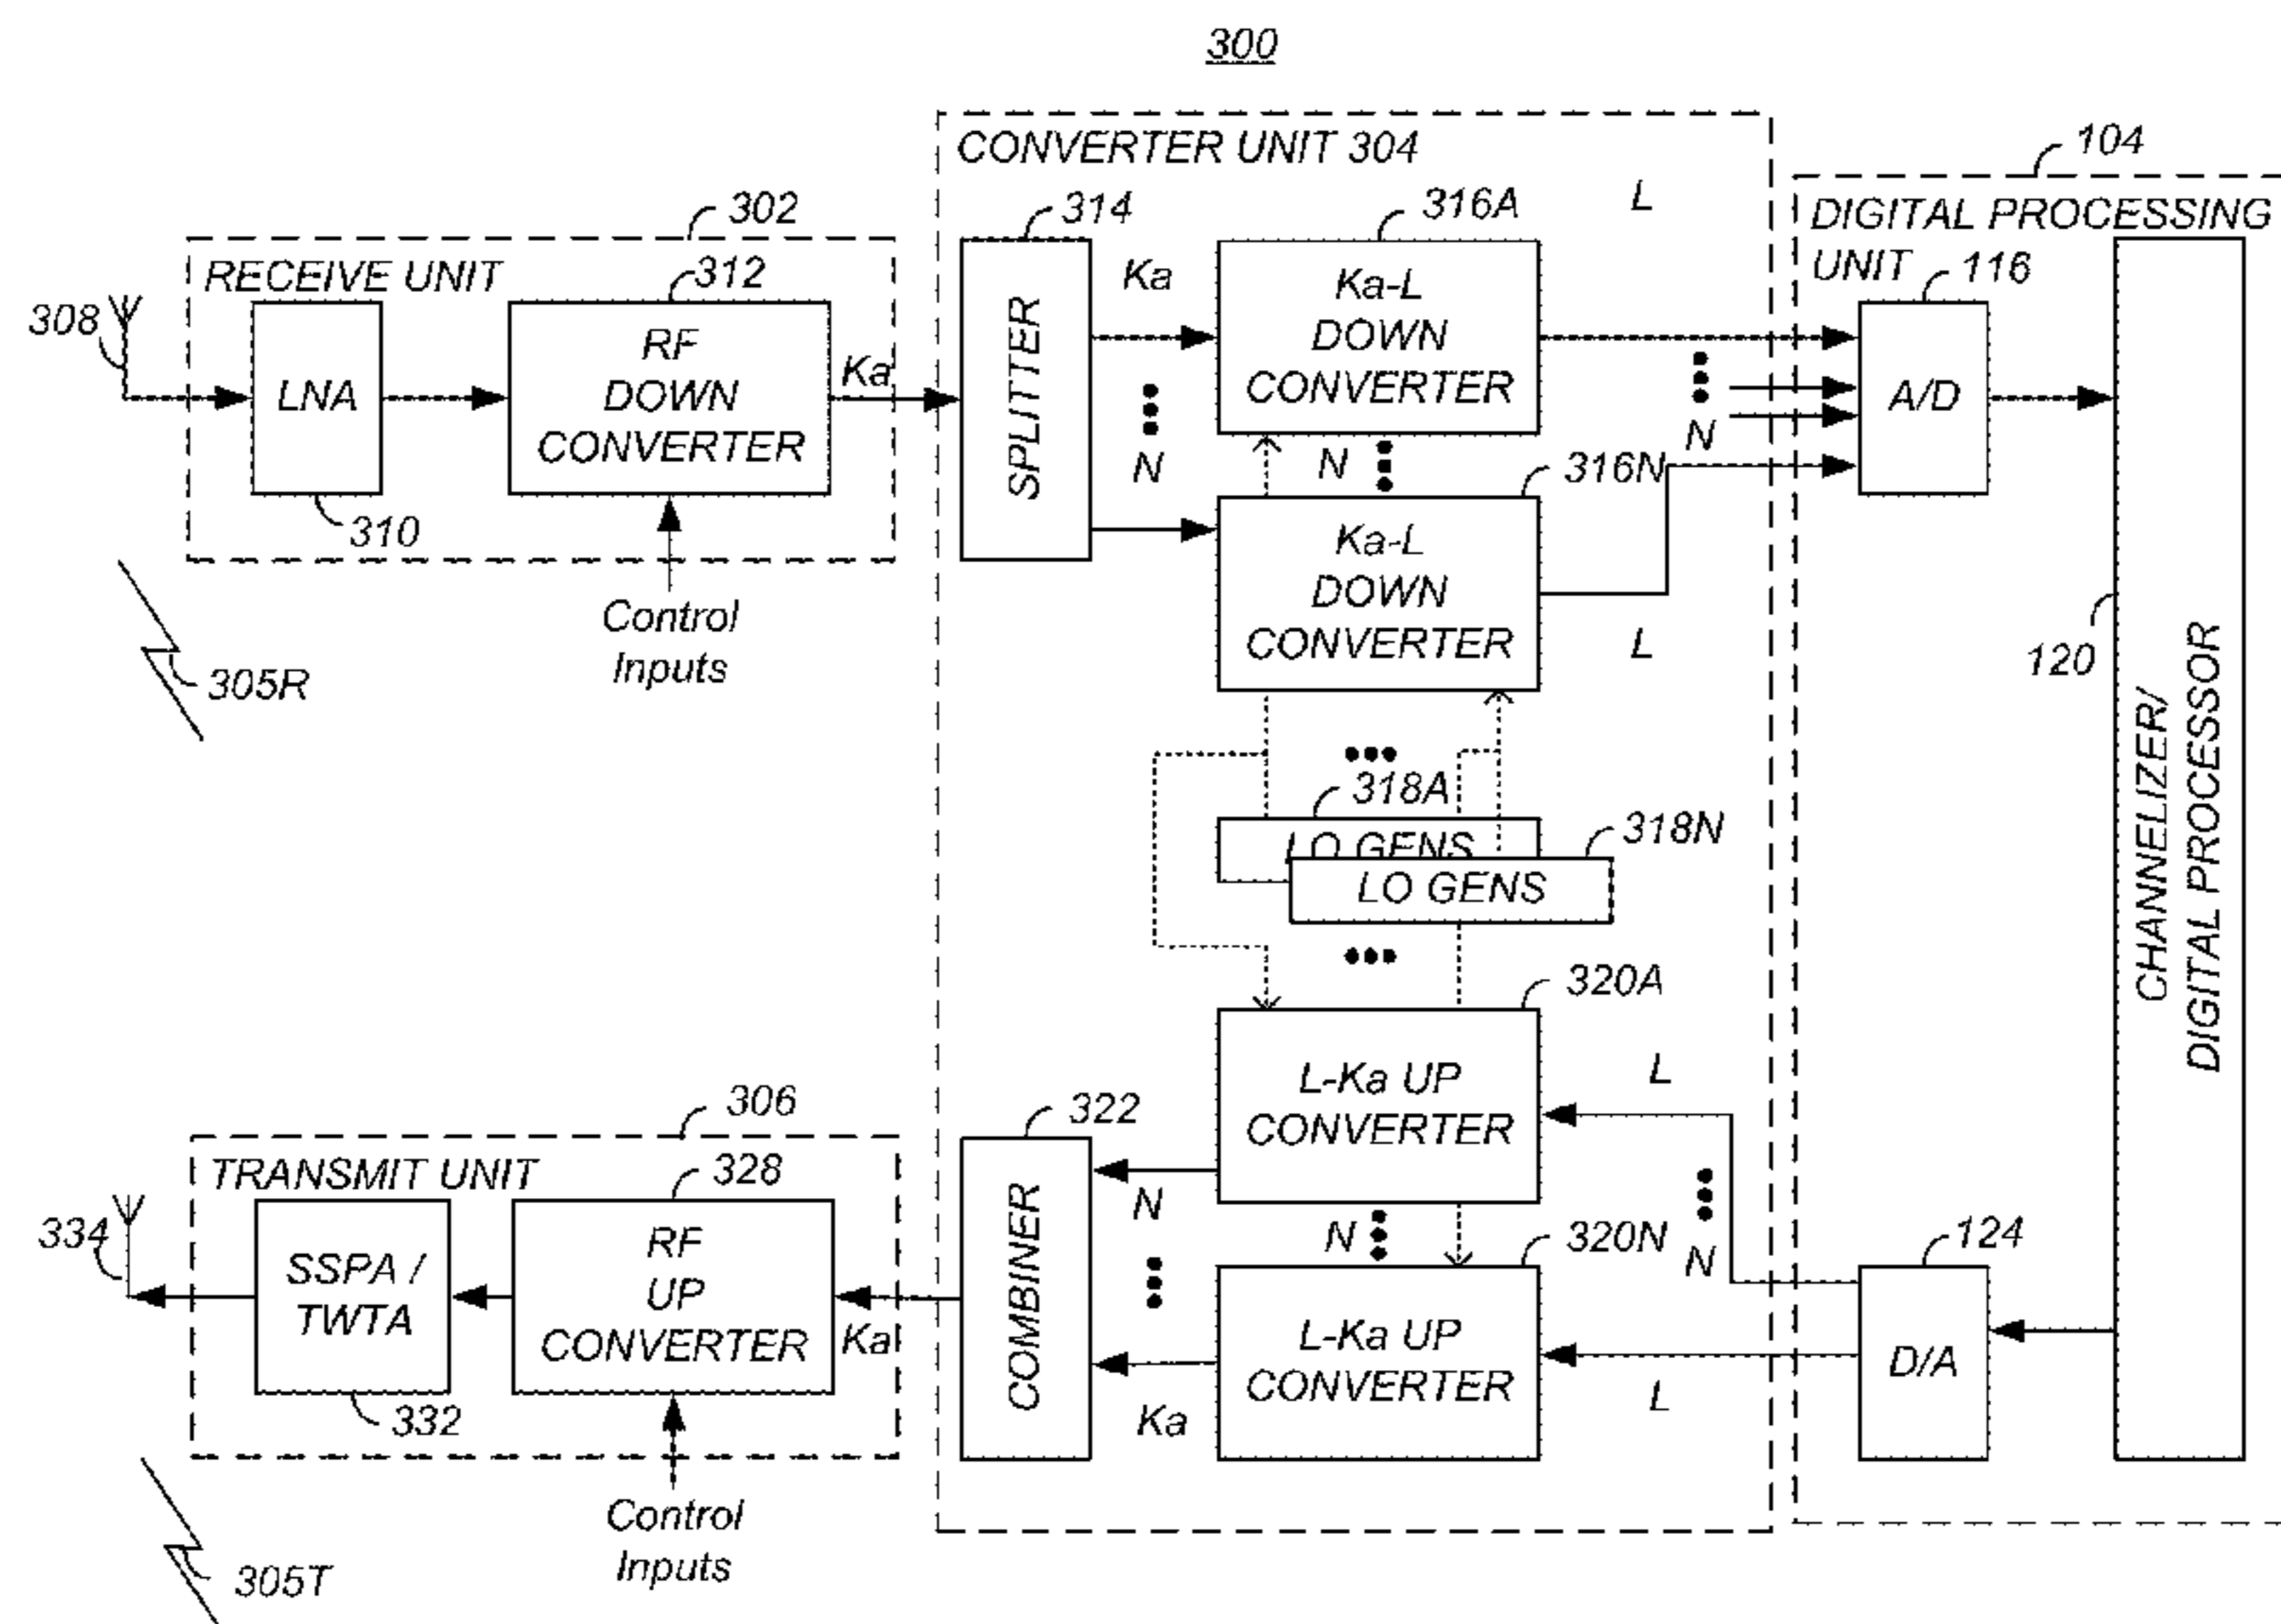 300
CONVERTER UNIT 304
L
104
DIGITAL PROCESSING
UNIT
116
302
RECEIVE UNIT
312
314
316A
308
LNA
RF
DOWN
CONVERTER
Ka
SPLITTER
Ka
Ka-L
DOWN
CONVERTER
A/D
N
N
N
310
316N
Ka-L
DOWN
CONVERTER
Control
Inputs
L
305R
120
CHANNELIZER/
DIGITAL PROCESSOR
318A
318N
LO GENS
LO GENS
320A
L-Ka UP
CONVERTER
L
306
322
TRANSMIT UNIT
328
N
N
320N
N
124
334
SSPA /
TWTA
RF
UP
CONVERTER
Ka
COMBINER
L-Ka UP
CONVERTER
D/A
332
Ka
L
Control
Inputs
305T